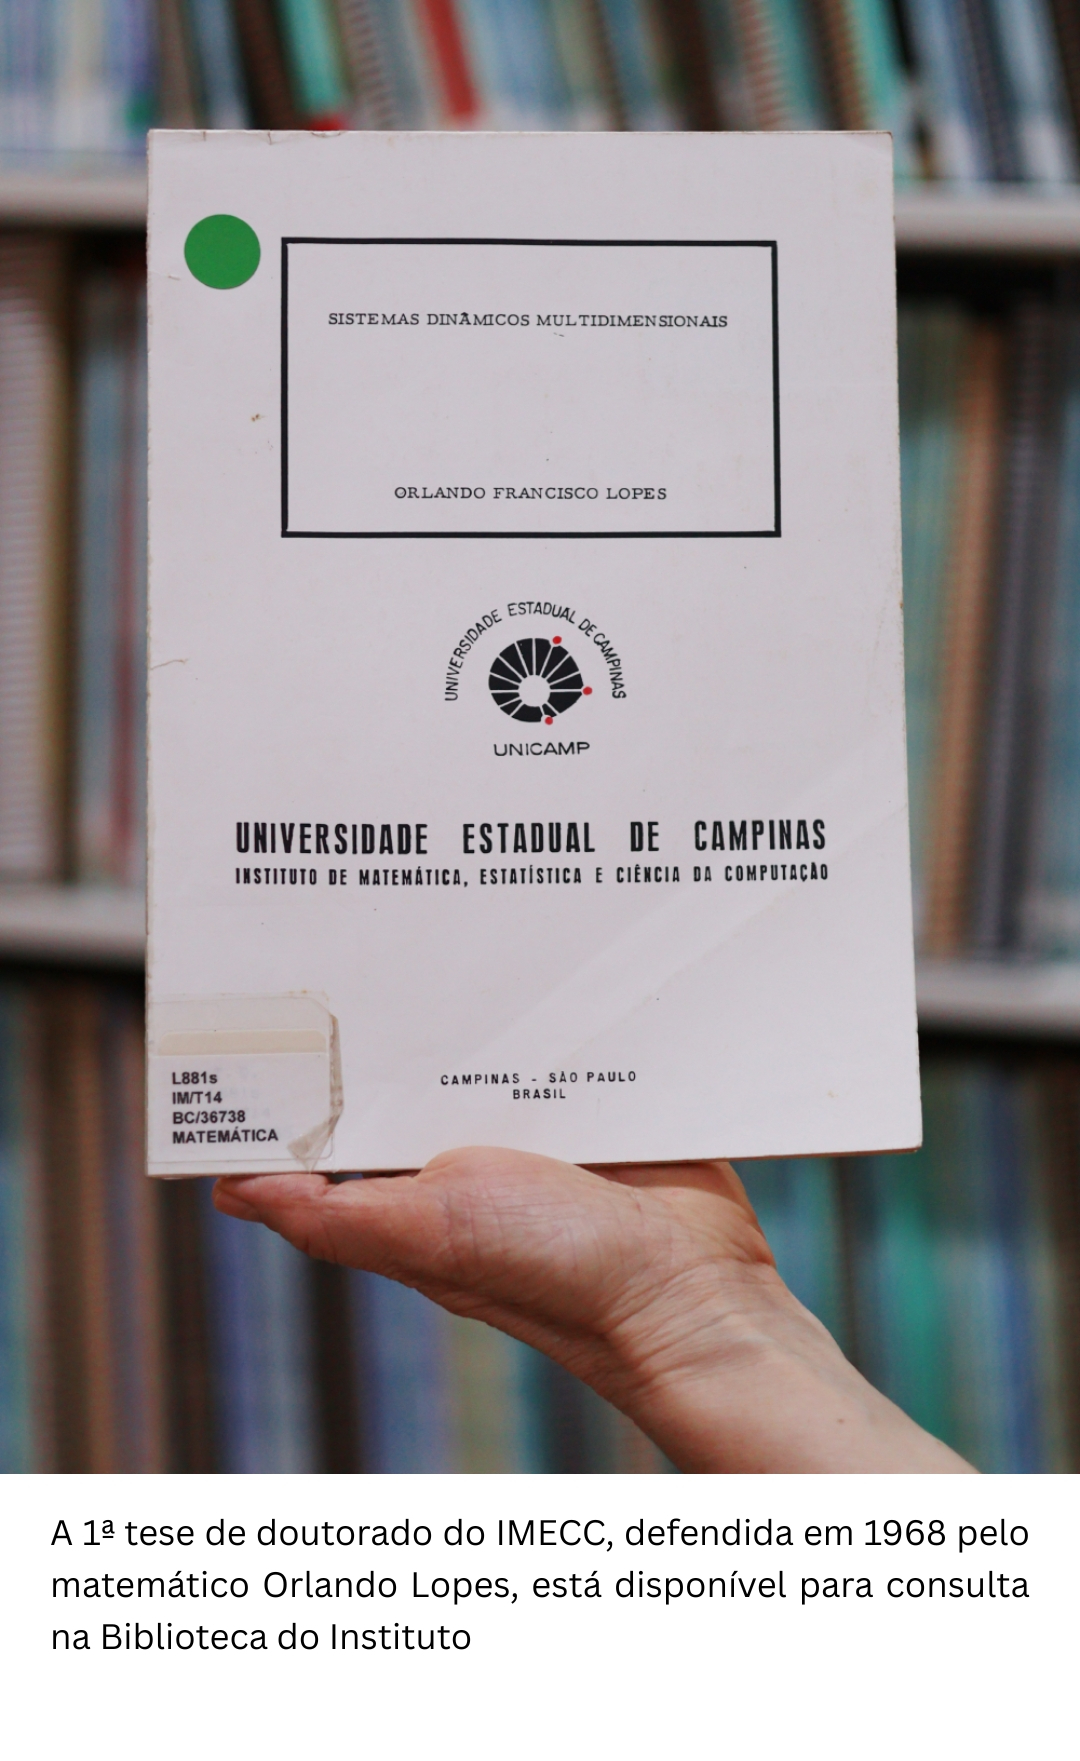 SISTEMAS DINÂMICOS MULTIDIMENSIONAIS
ORLANDO FRANCISCO LOPES
UNIVERSIDADE ESTADUAL DE CAMPINAS
UNICAMP
UNIVERSIDADE ESTADUAL DE CAMPINAS
INSTITUTO DE MATEMÁTICA, ESTATÍSTICA E CIÊNCIA DA COMPUTAÇÃO
CAMPINAS - SÃO PAULO
BRASIL
L881s
IM/T14
BC/36738
MATEMÁTICA
A 1ª tese de doutorado do IMECC, defendida em 1968 pelo
matemático Orlando Lopes, está disponível para consulta
na Biblioteca do Instituto